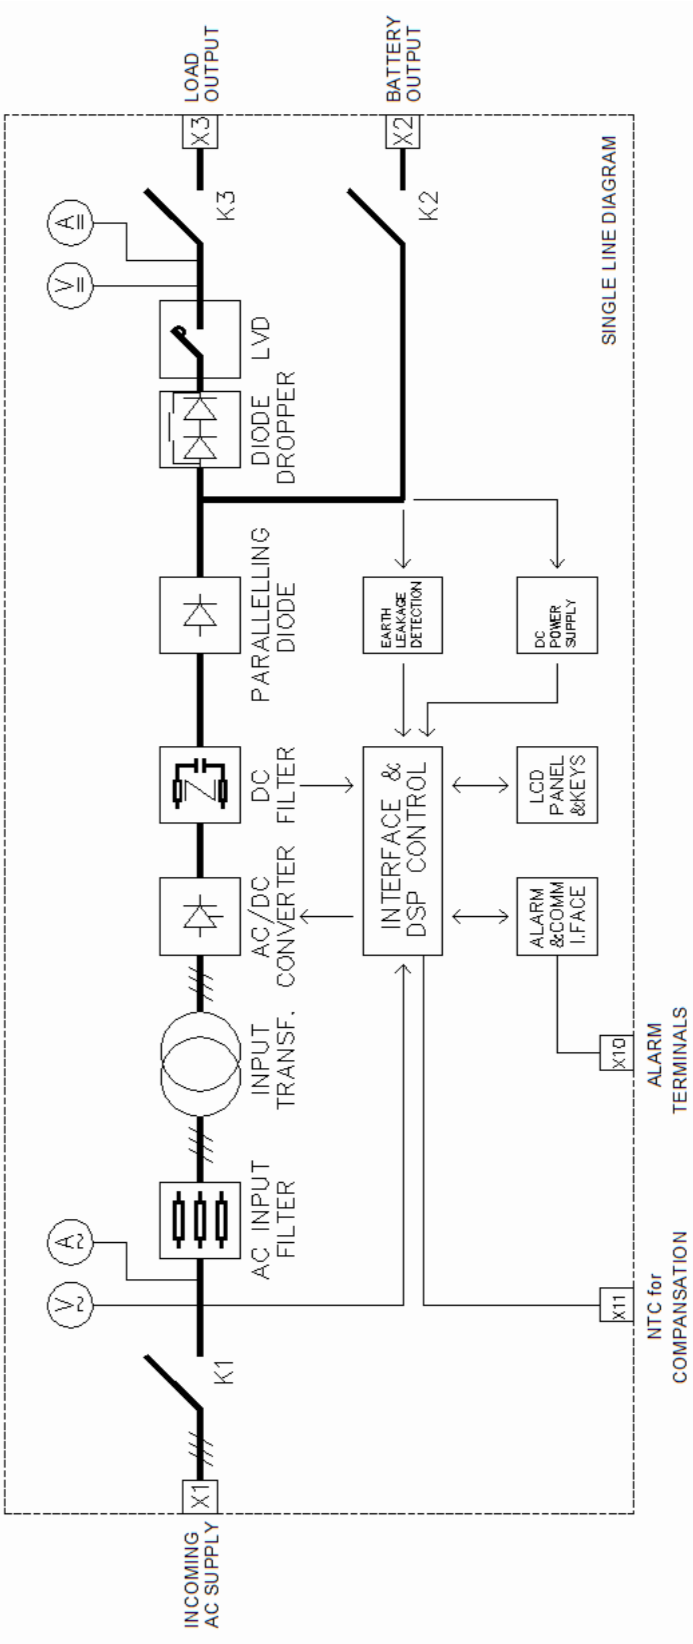 V~
A~
V=
A=
INCOMING
AC SUPPLY
X1
K1
AC INPUT
FILTER
INPUT
TRANSF.
AC/DC
CONVERTER
DC
FILTER
PARALLELLING
DIODE
DIODE
DROPPER
LVD
K3
X3
LOAD
OUTPUT
INTERFACE &
DSP CONTROL
EARTH
LEAKAGE
DETECTION
K2
X2
BATTERY
OUTPUT
ALARM
&COMM
I.FACE
LCD
PANEL
&KEYS
DC
POWER
SUPPLY
SINGLE LINE DIAGRAM
X11
X10
NTC for
COMPANSATION
ALARM
TERMINALS